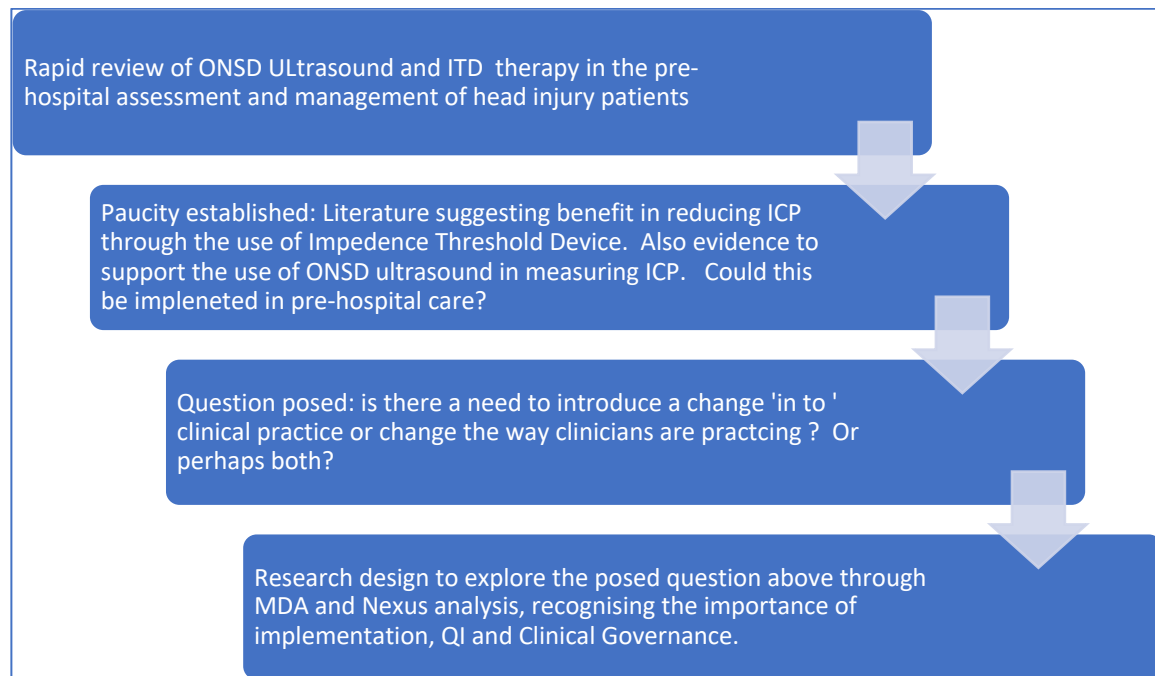 Rapid review of ONSD ULtrasound and ITD therapy in the pre-
hospital assessment and management of head injury patients
Paucity established: Literature suggesting benefit in reducing ICP
through the use of Impedence Threshold Device. Also evidence to
support the use of ONSD ultrasound in measuring ICP. Could this
be impleneted in pre-hospital care?
Question posed: is there a need to introduce a change 'in to '
clinical practice or change the way clinicians are practcing ? Or
perhaps both?
Research design to explore the posed question above through
MDA and Nexus analysis, recognising the importance of
implementation, QI and Clinical Governance.